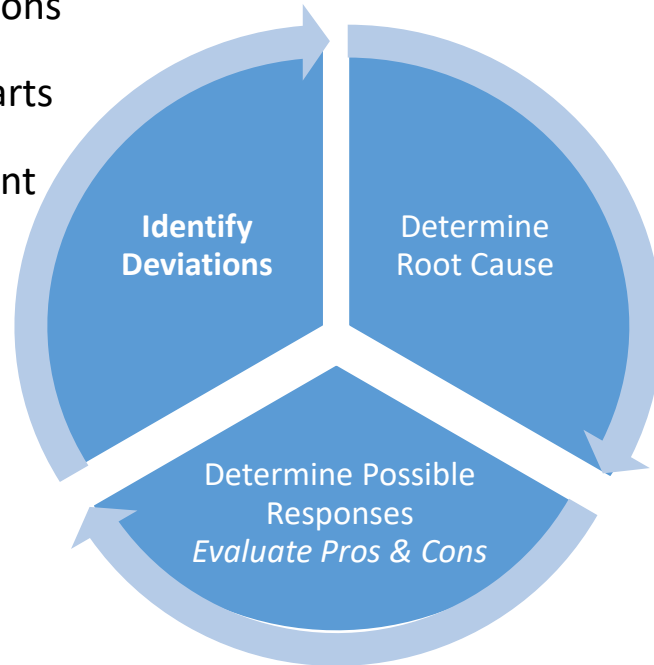 ons
arts
nt
Identify
Deviations
Determine
Root Cause
Determine Possible
Responses
Evaluate Pros & Cons